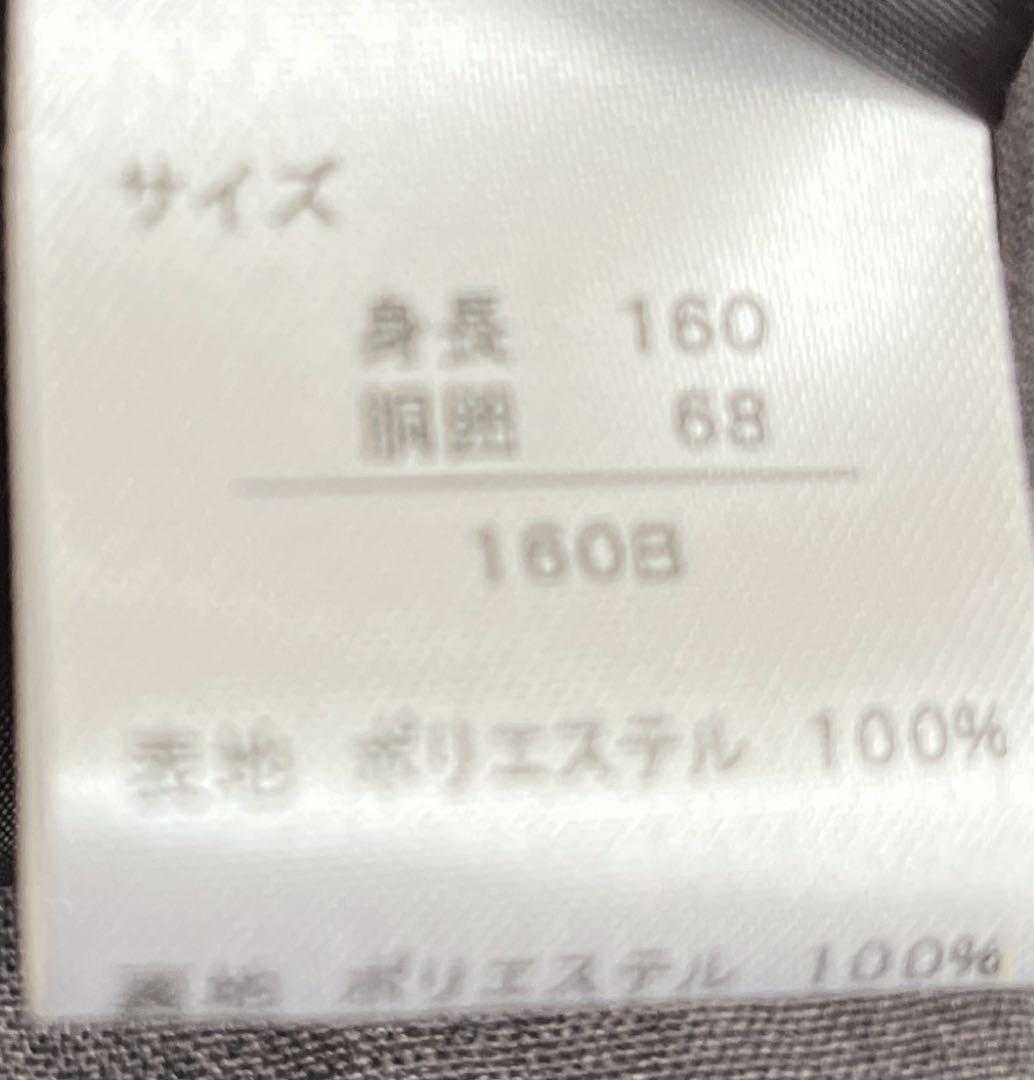 サイズ
身長 160
胴囲 68
160B
表地 ポリエステル 100%
裏地 ポリエステル 100%